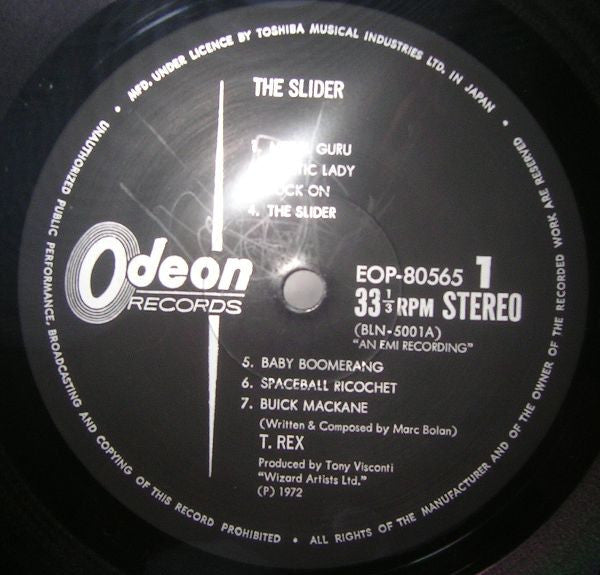 MFD. UNDER LICENCE BY TOSHIBA MUSICAL INDUSTRIES LTD. IN JAPAN •
THE SLIDER
GURU
LADY
ROCK ON
4. THE SLIDER
Odeon
RECORDS
EOP-80565 1
33 1/3 RPM STEREO
(BLN-5001A)
"AN EMI RECORDING"
5. BABY BOOMERANG
6. SPACEBALL RICOCHET
7. BUICK MACKANE
(Written & Composed by Marc Bolan)
T. REX
Produced by Tony Visconti
"Wizard Artists Ltd."
(P) 1972
UNAUTHORIZED PUBLIC PERFORMANCE, BROADCASTING AND COPYING OF THIS RECORD PROHIBITED • ALL RIGHTS OF THE MANUFACTURER AND OF THE OWNER OF THE RECORDED WORK ARE RESERVED